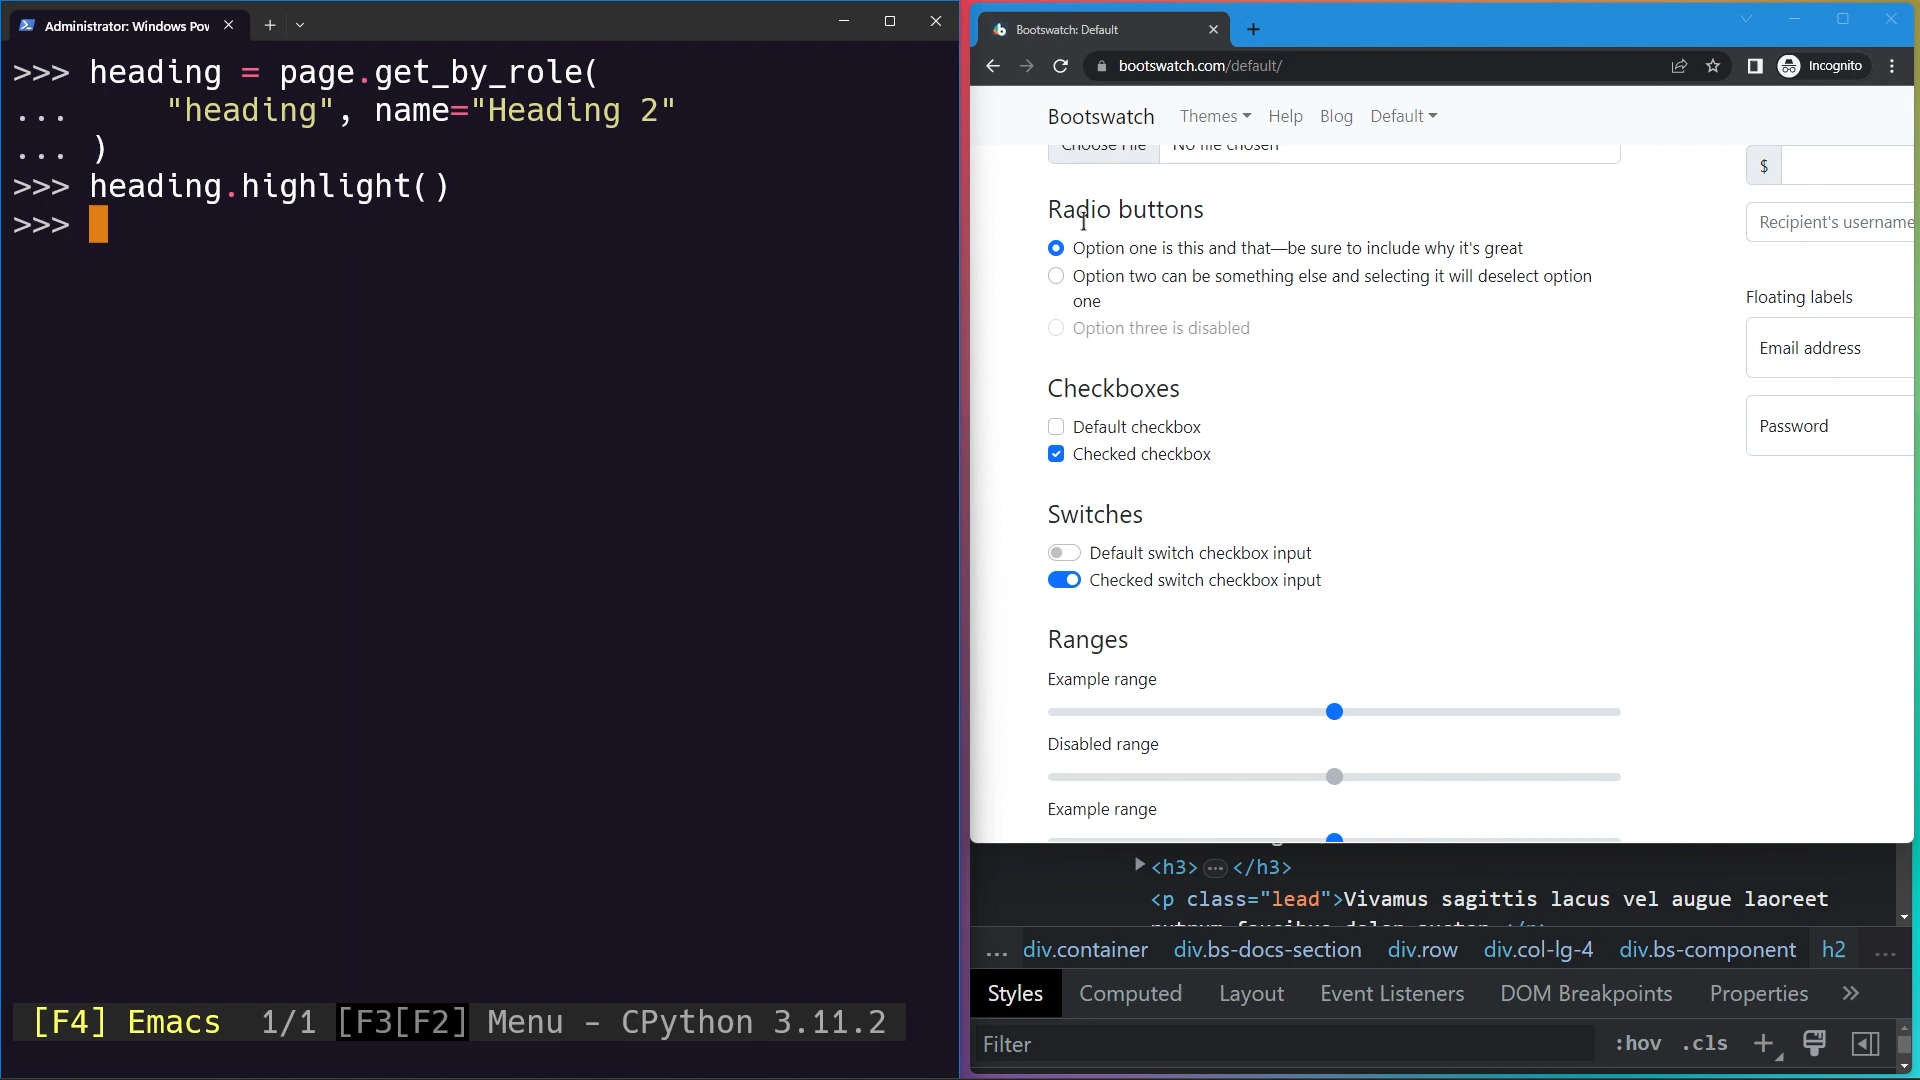 Administrator: Windows Pow
>>> heading = page.get_by_role(
...     "heading", name="Heading 2"
... )
>>> heading.highlight()
>>>
[F4] Emacs  1/1 [F3[F2] Menu - CPython 3.11.2
Bootswatch: Default
bootswatch.com/default/
Incognito
Bootswatch Themes Help Blog Default
Choose File No file chosen
$
Radio buttons
Recipient's username
Option one is this and that—be sure to include why it's great
Option two can be something else and selecting it will deselect option
one
Option three is disabled
Floating labels
Email address
Password
Checkboxes
Default checkbox
Checked checkbox
Switches
Default switch checkbox input
Checked switch checkbox input
Ranges
Example range
Disabled range
Example range
<h3> ... </h3>
<p class="lead">Vivamus sagittis lacus vel augue laoreet
... div.container div.bs-docs-section div.row div.col-lg-4 div.bs-component h2 ...
Styles Computed Layout Event Listeners DOM Breakpoints Properties »
Filter :hov .cls +